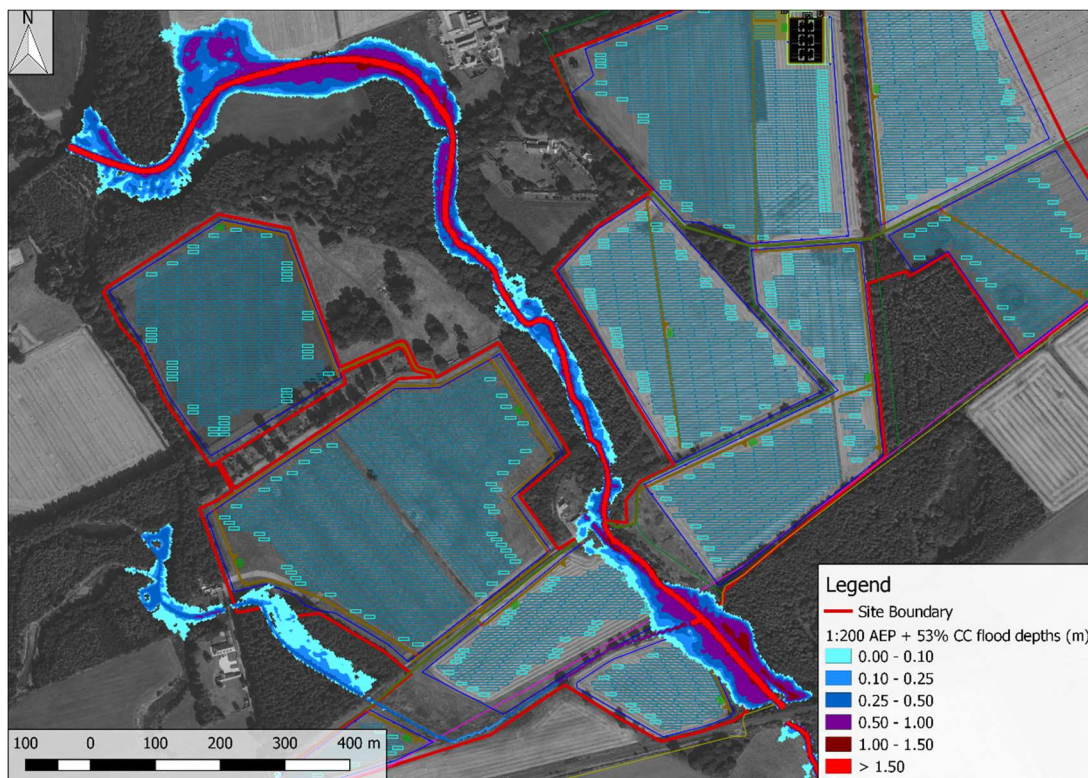 N
Legend
Site Boundary
1:200 AEP + 53% CC flood depths (m)
0.00 - 0.10
0.10 - 0.25
0.25 - 0.50
0.50 - 1.00
1.00 - 1.50
> 1.50
100 0 100 200 300 400 m